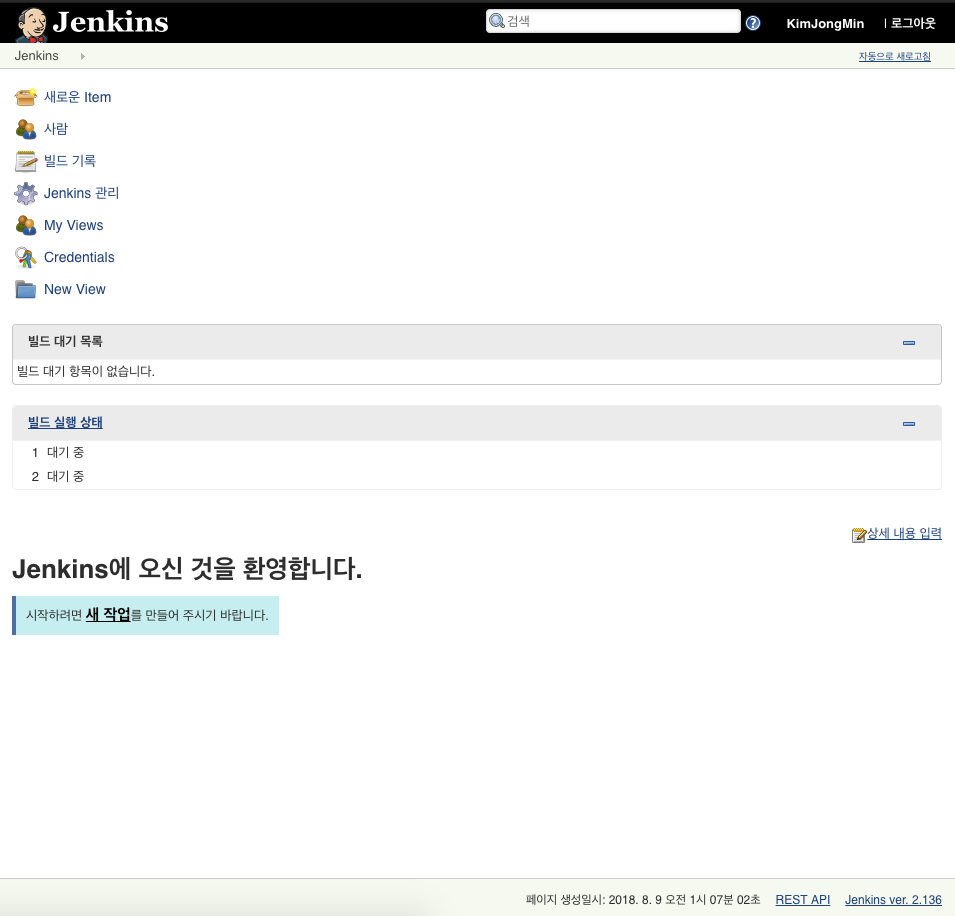 Jenkins
검색
KimJongMin | 로그아웃
Jenkins
자동으로 새로고침
새로운 Item
사람
빌드 기록
Jenkins 관리
My Views
Credentials
New View
빌드 대기 목록
빌드 대기 항목이 없습니다.
빌드 실행 상태
1 대기 중
2 대기 중
상세 내용 입력
Jenkins에 오신 것을 환영합니다.
시작하려면 새 작업를 만들어 주시기 바랍니다.
페이지 생성일시: 2018. 8. 9 오전 1시 07분 02초 REST API Jenkins ver. 2.136